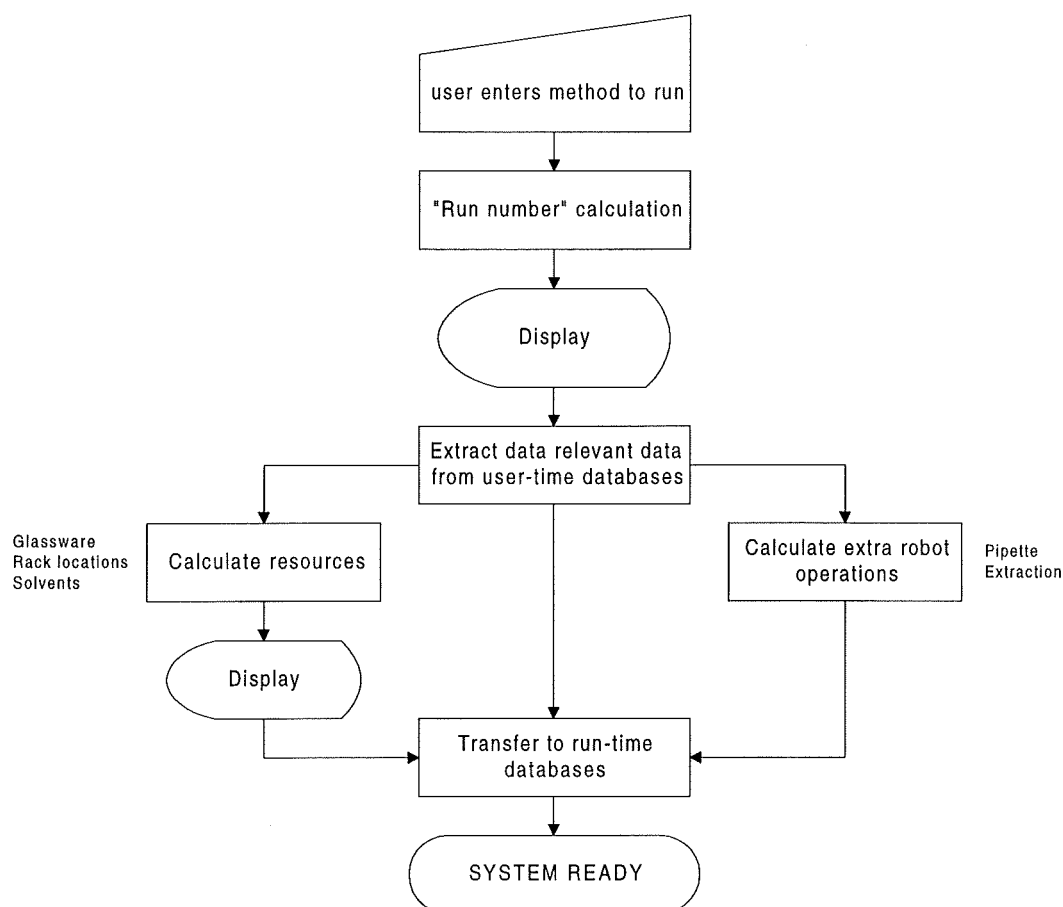 user enters method to run
"Run number" calculation
Display
Extract data relevant data
from user-time databases
Glassware
Rack locations
Solvents
Calculate resources
Calculate extra robot
operations
Pipette
Extraction
Display
Transfer to run-time
databases
SYSTEM READY